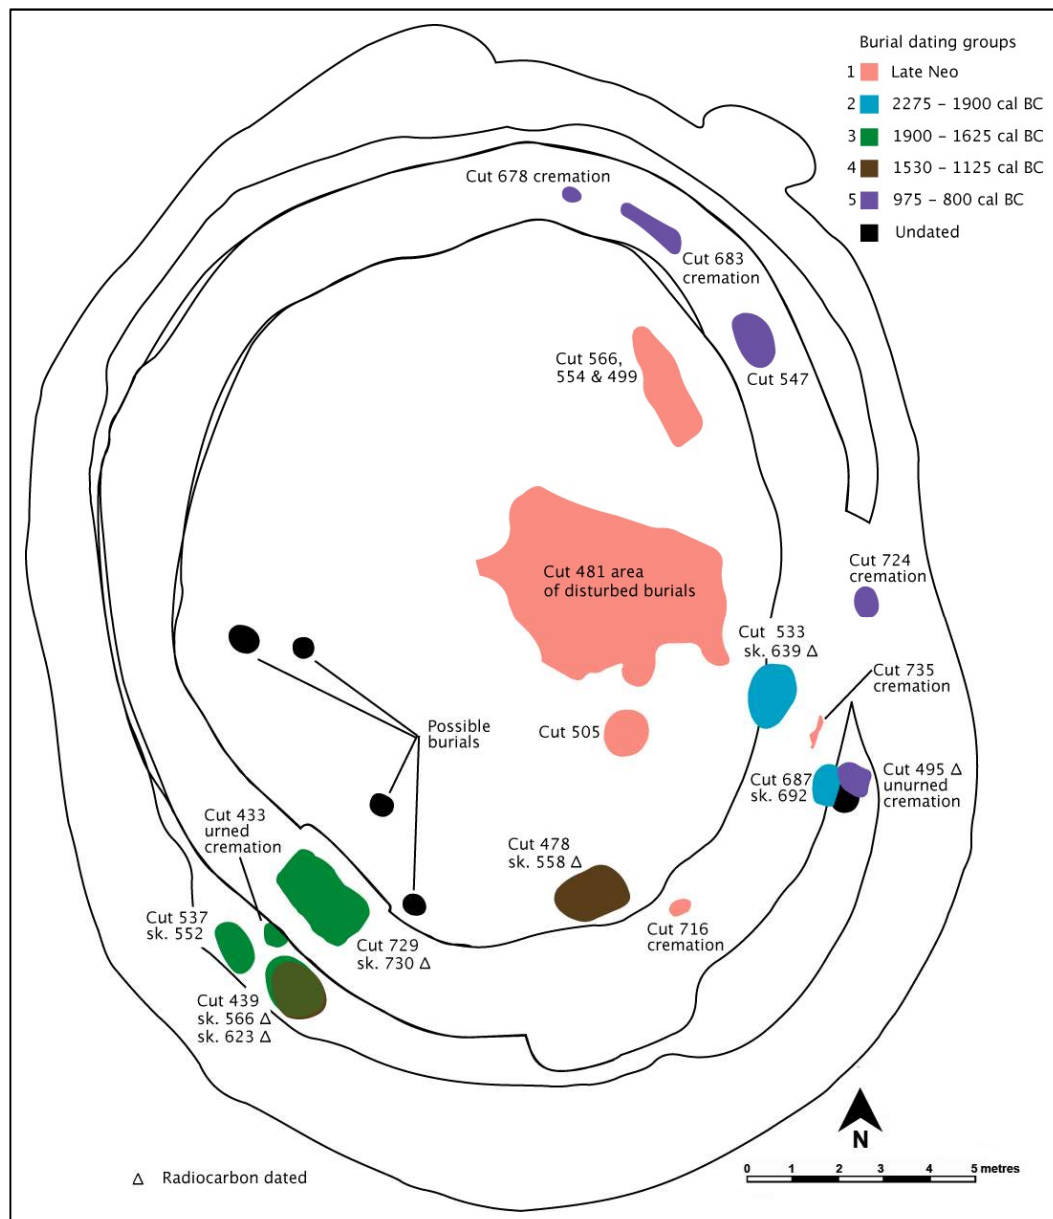 Burial dating groups
1 Late Neo
2 2275 – 1900 cal BC
3 1900 – 1625 cal BC
4 1530 – 1125 cal BC
5 975 – 800 cal BC
Undated
Cut 678 cremation
Cut 683
cremation
Cut 547
Cut 566,
554 & 499
Cut 481 area
of disturbed burials
Cut 724
cremation
Cut 533
sk. 639 Δ
Cut 735
cremation
Cut 505
Possible
burials
Cut 687
sk. 692
Cut 495 Δ
unurned
cremation
Cut 433
urned
cremation
Cut 478
sk. 558 Δ
Cut 537
sk. 552
Cut 729
sk. 730 Δ
Cut 716
cremation
Cut 439
sk. 566 Δ
sk. 623 Δ
N
0 1 2 3 4 5 metres
Δ Radiocarbon dated